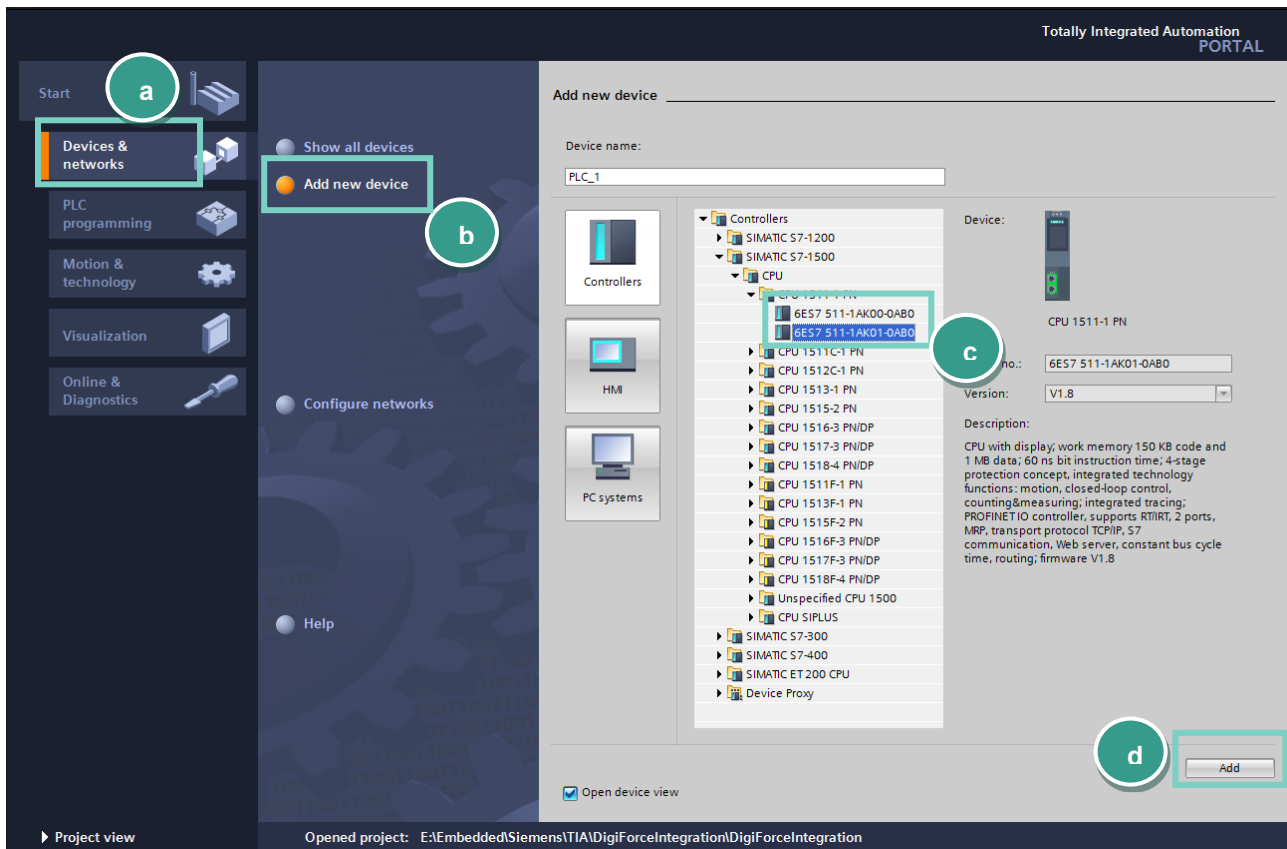 Totally Integrated Automation
PORTAL
Start
a
Devices &
networks
PLC
programming
Motion &
technology
Visualization
Online &
Diagnostics
Show all devices
Add new device
b
Configure networks
Help
Add new device
Device name:
PLC_1
Controllers
HMI
PC systems
Controllers
SIMATIC S7-1200
SIMATIC S7-1500
CPU
CPU 1511-1 PN
6ES7 511-1AK00-0AB0
6ES7 511-1AK01-0AB0
CPU 1511C-1 PN
CPU 1512C-1 PN
CPU 1513-1 PN
CPU 1515-2 PN
CPU 1516-3 PN/DP
CPU 1517-3 PN/DP
CPU 1518-4 PN/DP
CPU 1511F-1 PN
CPU 1513F-1 PN
CPU 1515F-2 PN
CPU 1516F-3 PN/DP
CPU 1517F-3 PN/DP
CPU 1518F-4 PN/DP
Unspecified CPU 1500
CPU SIPLUS
SIMATIC S7-300
SIMATIC S7-400
SIMATIC ET 200 CPU
Device Proxy
c
Device:
CPU 1511-1 PN
no.: 6ES7 511-1AK01-0AB0
Version: V1.8
Description:
CPU with display; work memory 150 KB code and
1 MB data; 60 ns bit instruction time; 4-stage
protection concept, integrated technology
functions: motion, closed-loop control,
counting&measuring; integrated tracing;
PROFINET IO controller, supports RT/IRT, 2 ports,
MRP, transport protocol TCP/IP, S7
communication, Web server, constant bus cycle
time, routing; firmware V1.8
d
Add
Open device view
Project view
Opened project: E:\Embedded\Siemens\TIA\DigiForceIntegration\DigiForceIntegration